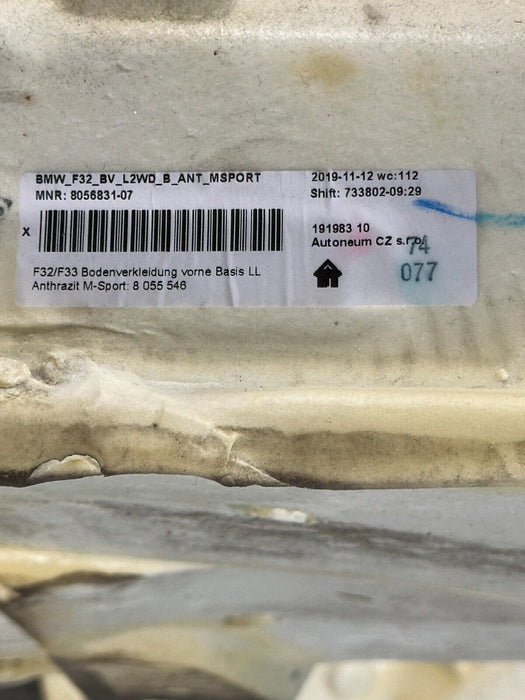 BMW_F32_BV_L2WD_B_ANT_MSPORT
MNR: 8056831-07
X
F32/F33 Bodenverkleidung vorne Basis LL
Anthrazit M-Sport: 8 055 546
2019-11-12 wc:112
Shift: 733802-09:29
191983 10
Autoneum CZ s.r.o.
74
077